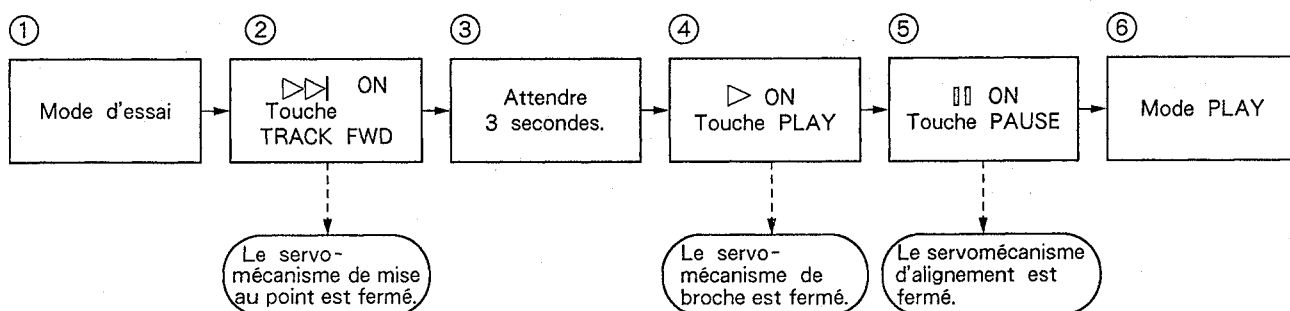 ① ② ③ ④ ⑤ ⑥
Mode d'essai
▷▷| ON
Touche
TRACK FWD
Attendre
3 secondes.
▷ ON
Touche PLAY
▯▯ ON
Touche PAUSE
Mode PLAY
Le servo-
mécanisme de mise
au point est fermé.
Le servo-
mécanisme de
broche est fermé.
Le servomécanisme
d'alignement est
fermé.